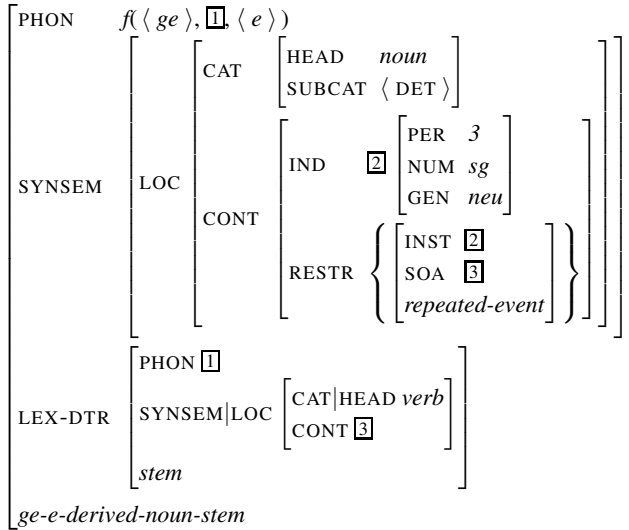 PHON f(⟨ ge ⟩, 1, ⟨ e ⟩)
SYNSEM LOC CAT HEAD noun
SUBCAT ⟨ DET ⟩
CONT IND 2 PER 3
NUM sg
GEN neu
RESTR { INST 2
SOA 3
repeated-event }
LEX-DTR PHON 1
SYNSEM|LOC CAT|HEAD verb
CONT 3
stem
ge-e-derived-noun-stem